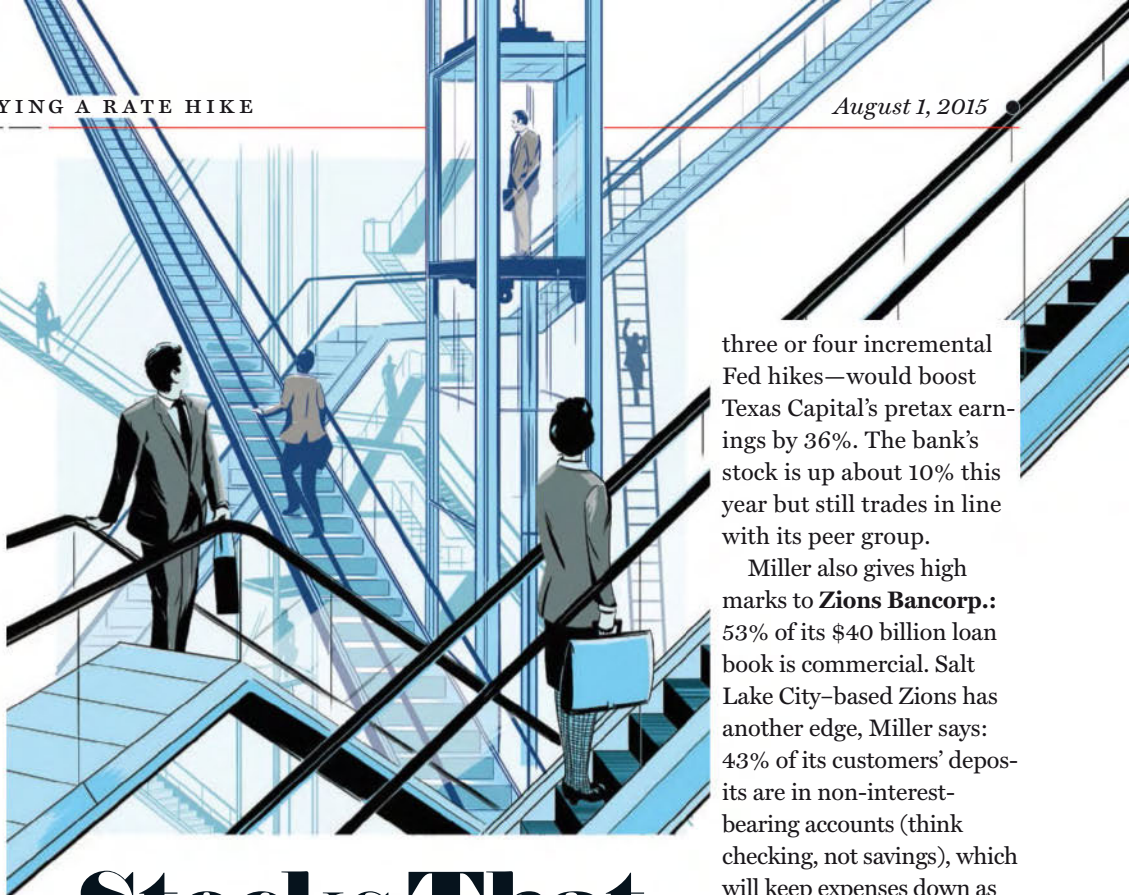 YING A RATE HIKE
August 1, 2015
three or four incremental
Fed hikes—would boost
Texas Capital’s pretax earn-
ings by 36%. The bank’s
stock is up about 10% this
year but still trades in line
with its peer group.
Miller also gives high
marks to Zions Bancorp.:
53% of its $40 billion loan
book is commercial. Salt
Lake City–based Zions has
another edge, Miller says:
43% of its customers’ depos-
its are in non-interest-
bearing accounts (think
checking, not savings), which
will keep expenses down as
Stocks That